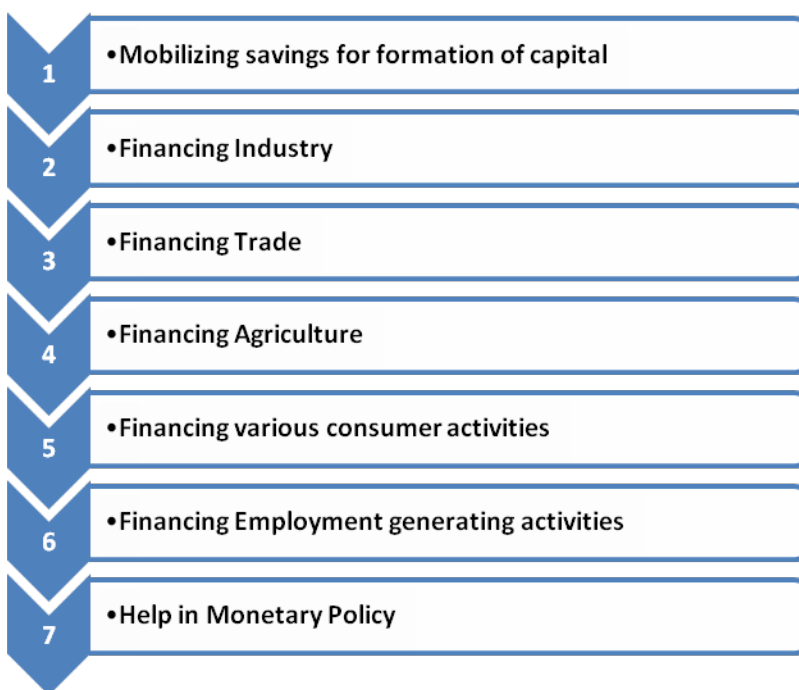 1
•Mobilizing savings for formation of capital
2
•Financing Industry
3
•Financing Trade
4
•Financing Agriculture
5
•Financing various consumer activities
6
•Financing Employment generating activities
7
•Help in Monetary Policy